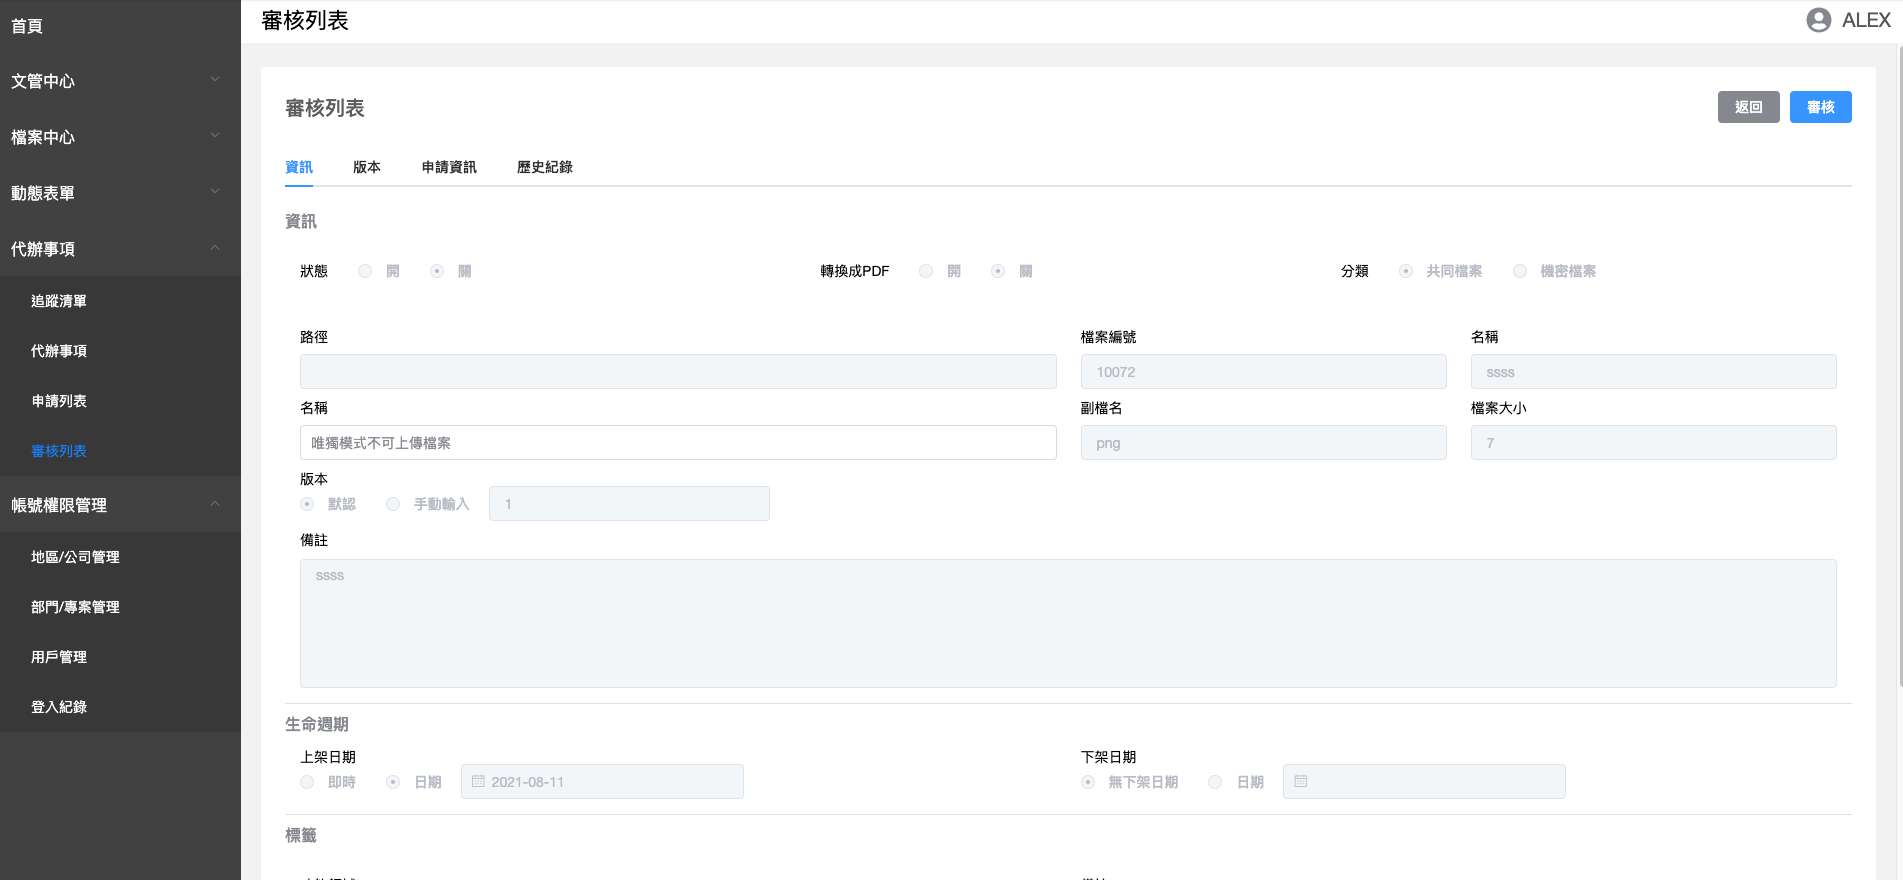 首頁
文管中心
檔案中心
動態表單
代辦事項
追蹤清單
代辦事項
申請列表
審核列表
帳號權限管理
地區/公司管理
部門/專案管理
用戶管理
登入紀錄
審核列表
ALEX
審核列表
返回 審核
資訊 版本 申請資訊 歷史紀錄
資訊
狀態 開 關 轉換成PDF 開 關 分類 共同檔案 機密檔案
路徑 檔案編號 名稱
10072 ssss
名稱 副檔名 檔案大小
唯獨模式不可上傳檔案 png 7
版本
默認 手動輸入 1
備註
ssss
生命週期
上架日期 下架日期
即時 日期 2021-08-11 無下架日期 日期
標籤